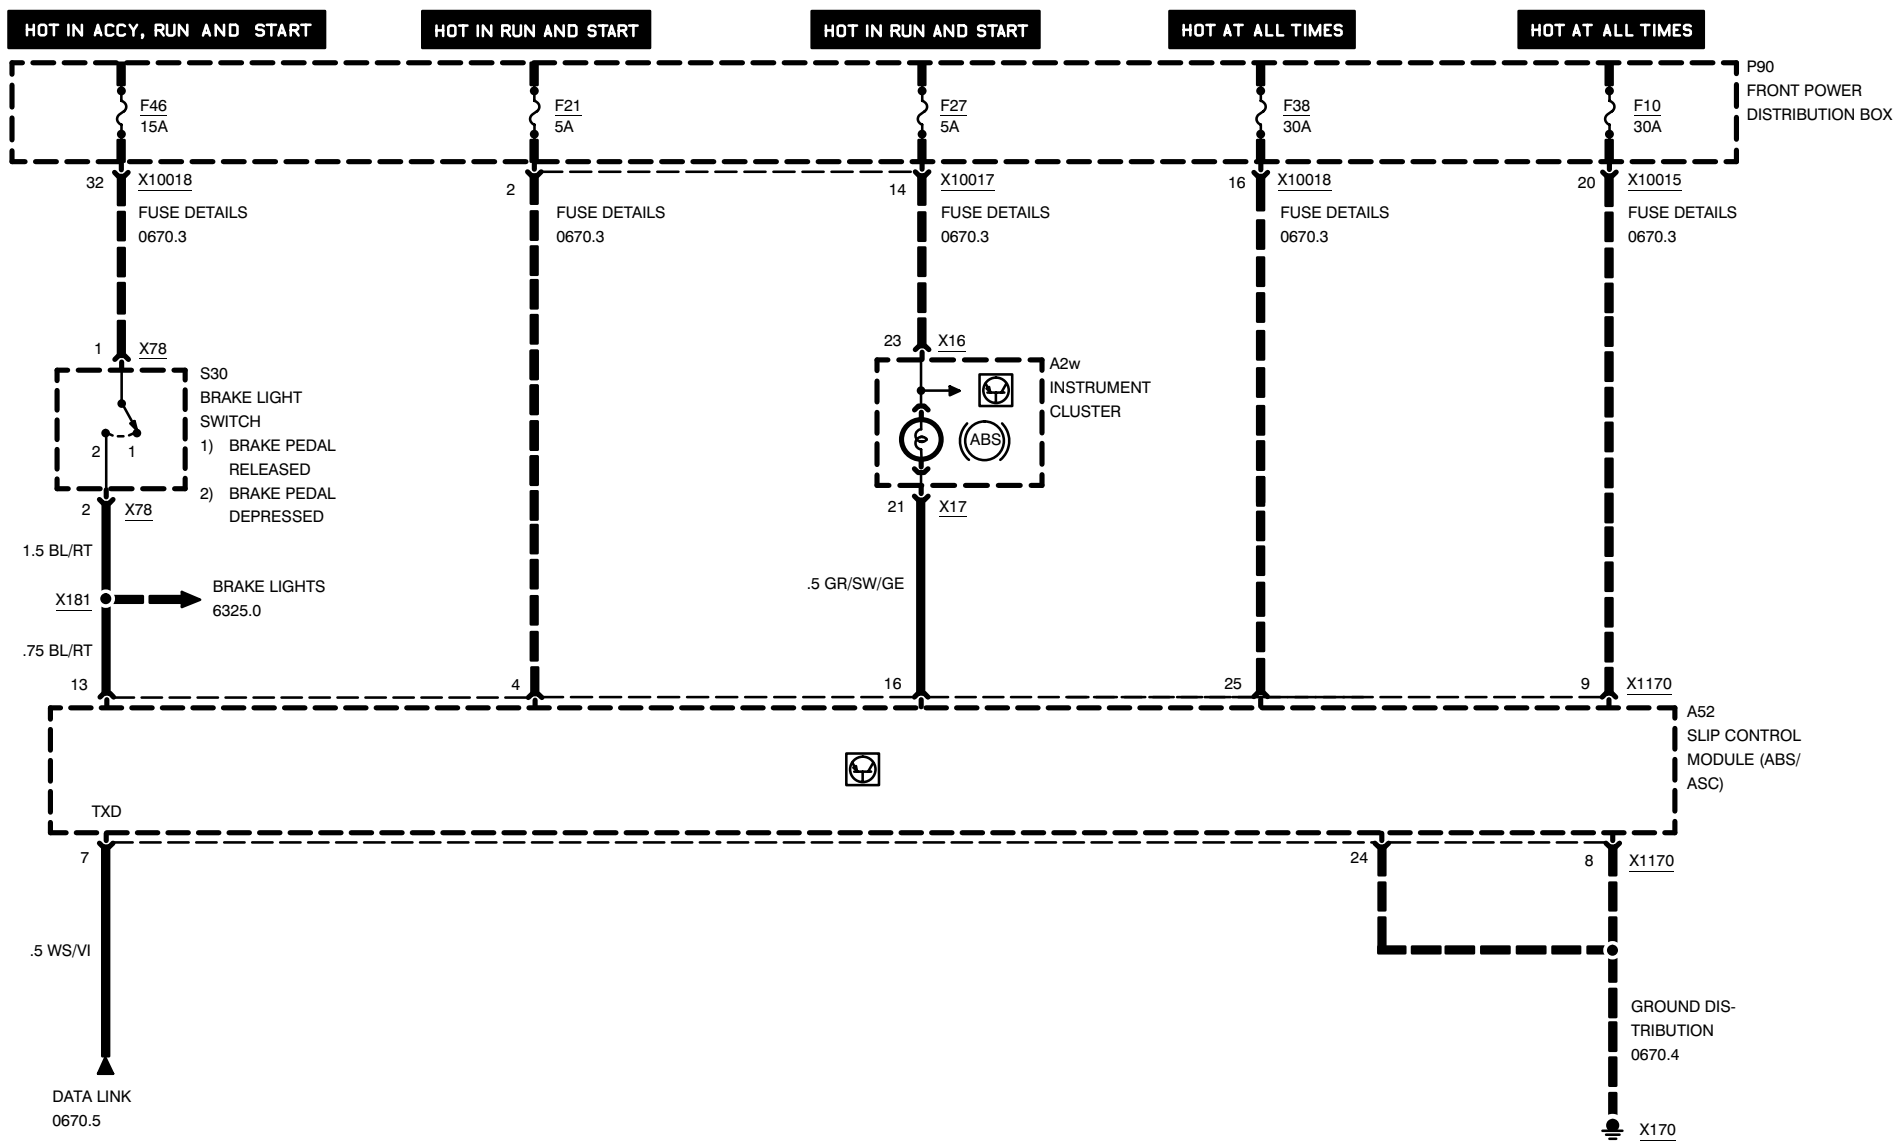 HOT IN ACCY, RUN AND START
HOT IN RUN AND START
HOT IN RUN AND START
HOT AT ALL TIMES
HOT AT ALL TIMES
P90
FRONT POWER
DISTRIBUTION BOX
F46
15A
F21
5A
F27
5A
F38
30A
F10
30A
32
X10018
2
14
X10017
16
X10018
20
X10015
FUSE DETAILS
0670.3
FUSE DETAILS
0670.3
FUSE DETAILS
0670.3
FUSE DETAILS
0670.3
FUSE DETAILS
0670.3
1
X78
S30
BRAKE LIGHT
SWITCH
1) BRAKE PEDAL
RELEASED
2) BRAKE PEDAL
DEPRESSED
2
1
2
X78
23
X16
A2w
INSTRUMENT
CLUSTER
ABS
21
X17
1.5 BL/RT
X181
BRAKE LIGHTS
6325.0
.75 BL/RT
.5 GR/SW/GE
13
4
16
25
9
X1170
A52
SLIP CONTROL
MODULE (ABS/
ASC)
TXD
7
24
8
X1170
.5 WS/VI
GROUND DIS-
TRIBUTION
0670.4
DATA LINK
0670.5
X170